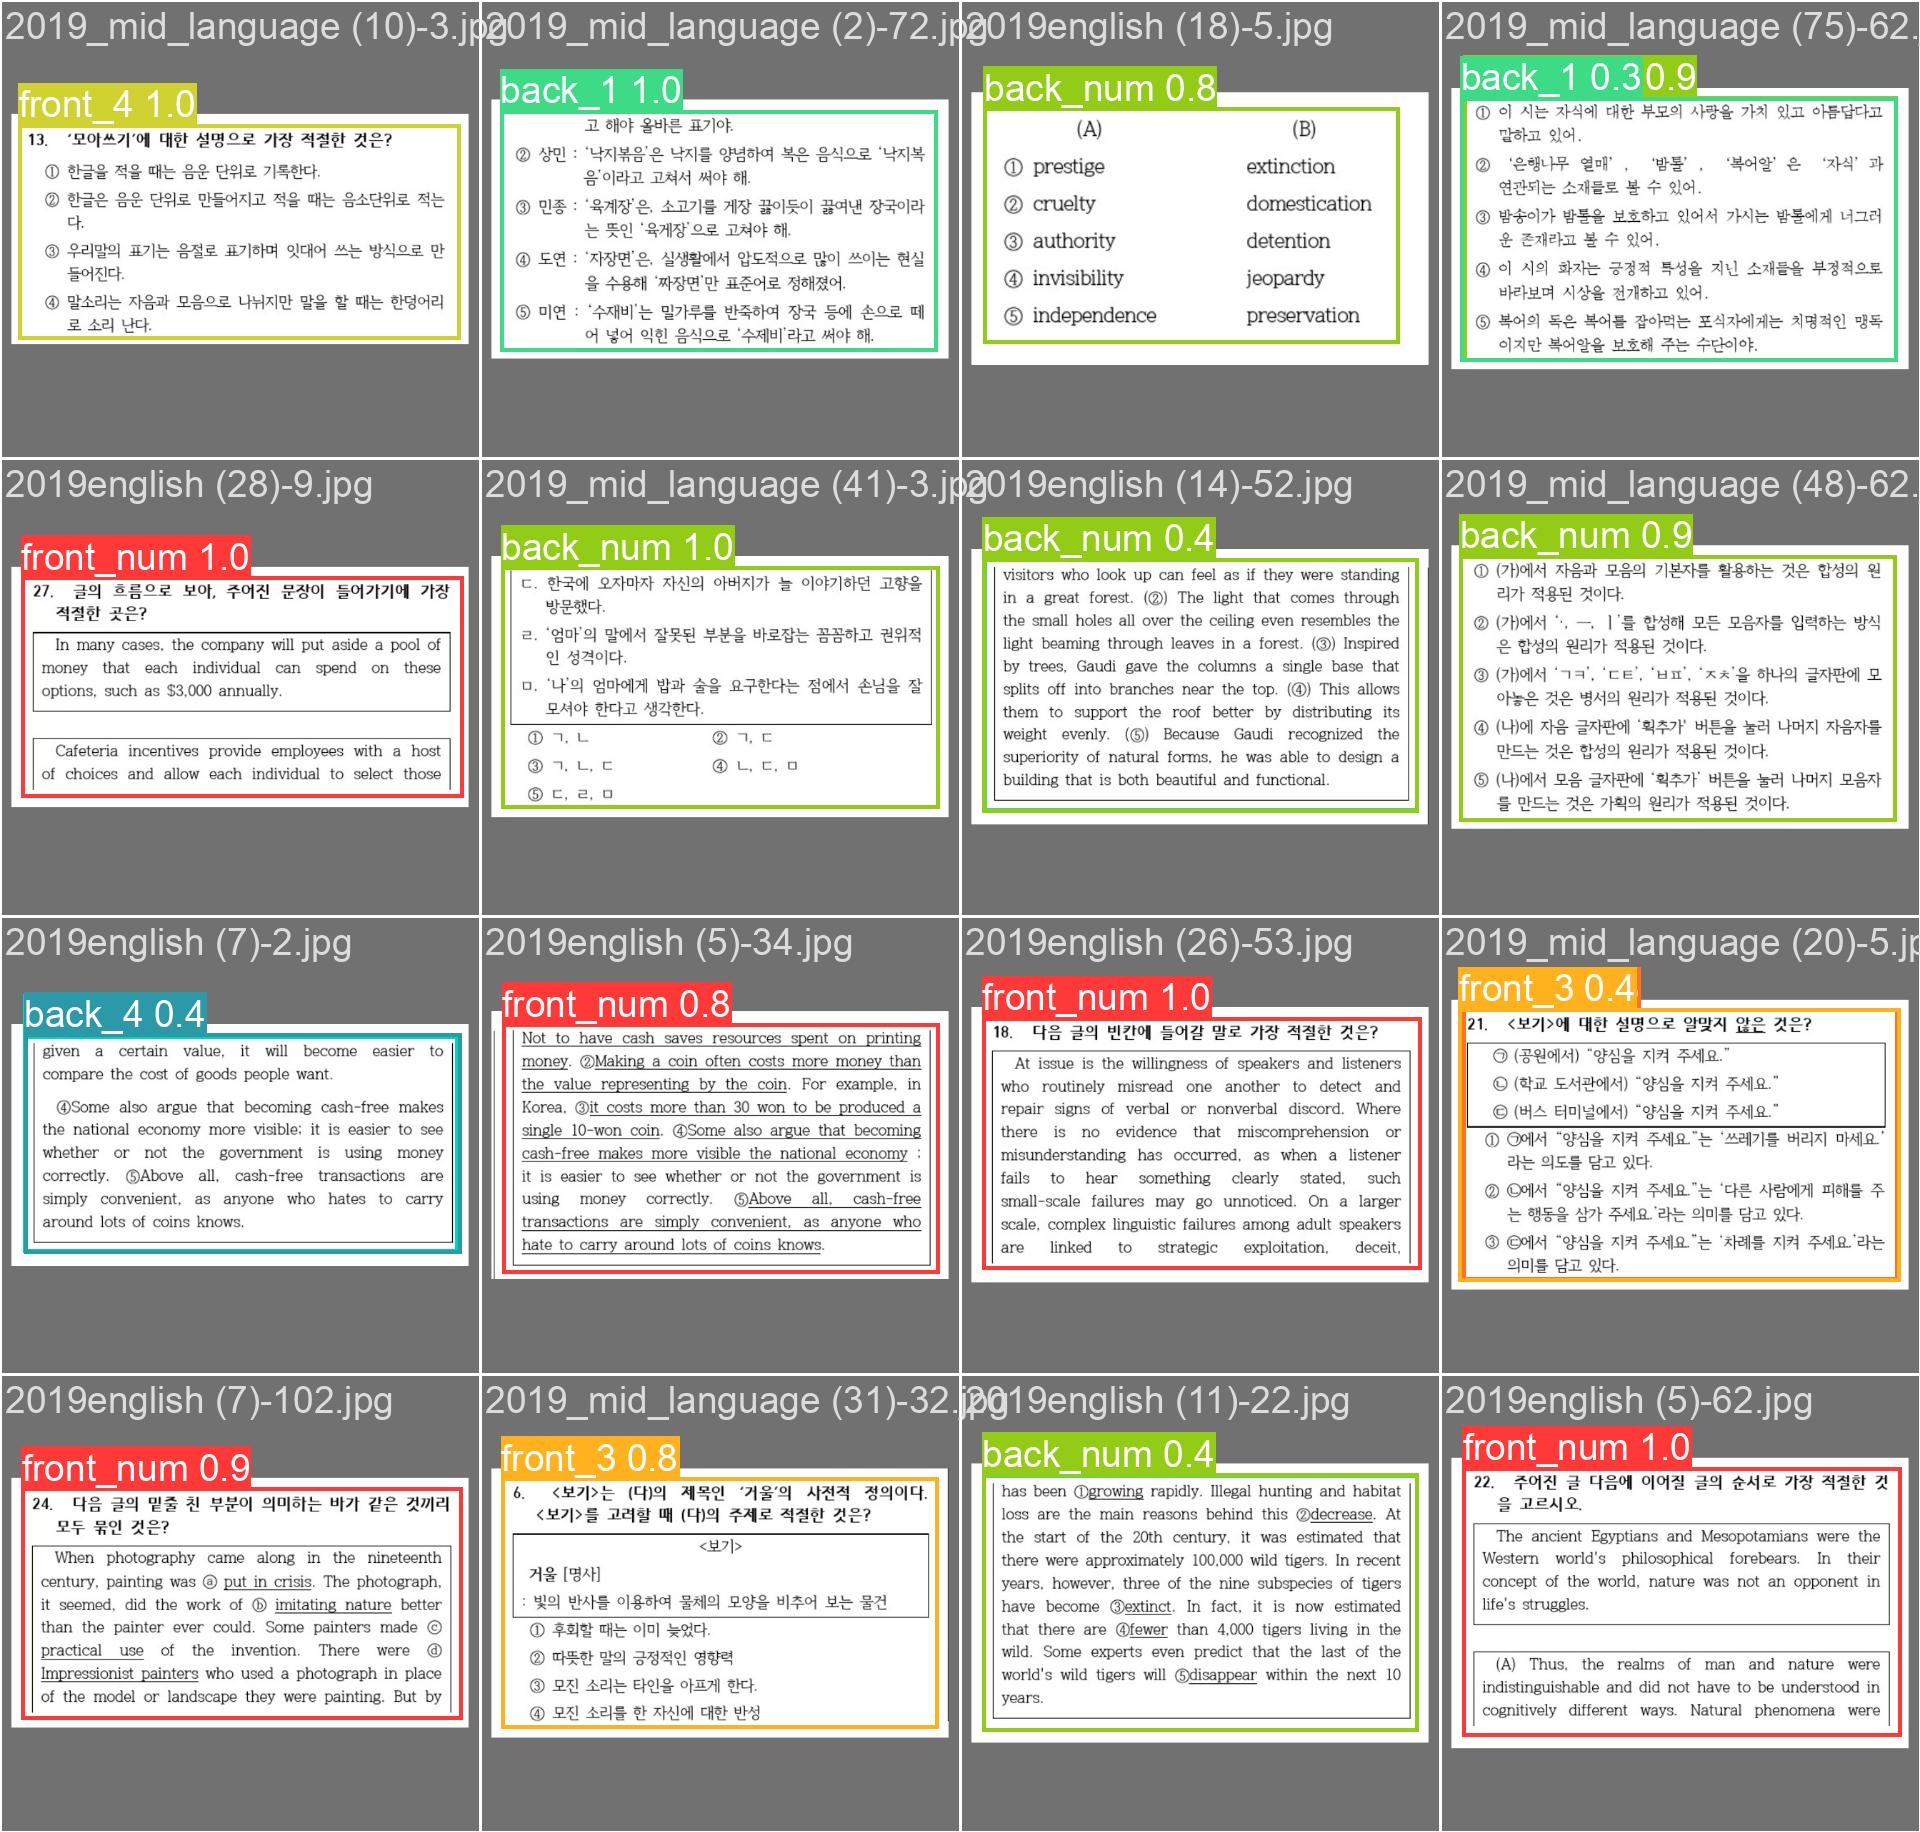 2019_mid_language (10)-3.jpg
front_4 1.0
13. '모아쓰기'에 대한 설명으로 가장 적절한 것은?
① 한글을 적을 때는 음운 단위로 기록한다.
② 한글은 음운 단위로 만들어지고 적을 때는 음소단위로 적는
다.
③ 우리말의 표기는 음절로 표기하며 잇대어 쓰는 방식으로 만
들어진다.
④ 말소리는 자음과 모음으로 나뉘지만 말을 할 때는 한덩어리
로 소리 난다.
2019_mid_language (2)-72.jpg
back_1 1.0
고 해야 올바른 표기야.
② 상민 : '낙지볶음'은 낙지를 양념하여 복은 음식으로 '낙지복
음'이라고 고쳐서 써야 해.
③ 민종 : '육계장'은, 소고기를 게장 끓이듯이 끓여낸 장국이라
는 뜻인 '육게장'으로 고쳐야 해.
④ 도연 : '자장면'은, 실생활에서 압도적으로 많이 쓰이는 현실
을 수용해 '짜장면'만 표준어로 정해졌어.
⑤ 미연 : '수재비'는 밀가루를 반죽하여 장국 등에 손으로 떼
어 넣어 익힌 음식으로 '수제비'라고 써야 해.
2019english (18)-5.jpg
back_num 0.8
(A) (B)
① prestige extinction
② cruelty domestication
③ authority detention
④ invisibility jeopardy
⑤ independence preservation
2019_mid_language (75)-62.
back_1 0.3 0.9
① 이 시는 자식에 대한 부모의 사랑을 가치 있고 아름답다고
말하고 있어.
② '은행나무 열매', '밤톨', '복어알'은 '자식'과
연관되는 소재들로 볼 수 있어.
③ 밤송이가 밤톨을 보호하고 있어서 가시는 밤톨에게 너그러
운 존재라고 볼 수 있어.
④ 이 시의 화자는 긍정적 특성을 지닌 소재들을 부정적으로
바라보며 시상을 전개하고 있어.
⑤ 복어의 독은 복어를 잡아먹는 포식자에게는 치명적인 맹독
이지만 복어알을 보호해 주는 수단이야.
2019english (28)-9.jpg
front_num 1.0
27. 글의 흐름으로 보아, 주어진 문장이 들어가기에 가장
적절한 곳은?
In many cases, the company will put aside a pool of
money that each individual can spend on these
options, such as $3,000 annually.
Cafeteria incentives provide employees with a host
of choices and allow each individual to select those
2019_mid_language (41)-3.jpg
back_num 1.0
ㄷ. 한국에 오자마자 자신의 아버지가 늘 이야기하던 고향을
방문했다.
ㄹ. '엄마'의 말에서 잘못된 부분을 바로잡는 꼼꼼하고 권위적
인 성격이다.
ㅁ. '나'의 엄마에게 밥과 술을 요구한다는 점에서 손님을 잘
모셔야 한다고 생각한다.
① ㄱ, ㄴ ② ㄱ, ㄷ
③ ㄱ, ㄴ, ㄷ ④ ㄴ, ㄷ, ㅁ
⑤ ㄷ, ㄹ, ㅁ
2019english (14)-52.jpg
back_num 0.4
visitors who look up can feel as if they were standing
in a great forest. (②) The light that comes through
the small holes all over the ceiling even resembles the
light beaming through leaves in a forest. (③) Inspired
by trees, Gaudi gave the columns a single base that
splits off into branches near the top. (④) This allows
them to support the roof better by distributing its
weight evenly. (⑤) Because Gaudi recognized the
superiority of natural forms, he was able to design a
building that is both beautiful and functional.
2019_mid_language (48)-62.
back_num 0.9
① (가)에서 자음과 모음의 기본자를 활용하는 것은 합성의 원
리가 적용된 것이다.
② (가)에서 'ㆍ, ㅡ, ㅣ'를 합성해 모든 모음자를 입력하는 방식
은 합성의 원리가 적용된 것이다.
③ (가)에서 'ㄱㅋ', 'ㄷㅌ', 'ㅂㅍ', 'ㅈㅊ'을 하나의 글자판에 모
아놓은 것은 병서의 원리가 적용된 것이다.
④ (나)에 자음 글자판에 '획추가' 버튼을 눌러 나머지 자음자를
만드는 것은 합성의 원리가 적용된 것이다.
⑤ (나)에서 모음 글자판에 '획추가' 버튼을 눌러 나머지 모음자
를 만드는 것은 가획의 원리가 적용된 것이다.
2019english (7)-2.jpg
back_4 0.4
given a certain value, it will become easier to
compare the cost of goods people want.
④Some also argue that becoming cash-free makes
the national economy more visible; it is easier to see
whether or not the government is using money
correctly. ⑤Above all, cash-free transactions are
simply convenient, as anyone who hates to carry
around lots of coins knows.
2019english (5)-34.jpg
front_num 0.8
Not to have cash saves resources spent on printing
money. ②Making a coin often costs more money than
the value representing by the coin. For example, in
Korea, ③it costs more than 30 won to be produced a
single 10-won coin. ④Some also argue that becoming
cash-free makes more visible the national economy ;
it is easier to see whether or not the government is
using money correctly. ⑤Above all, cash-free
transactions are simply convenient, as anyone who
hate to carry around lots of coins knows.
2019english (26)-53.jpg
front_num 1.0
18. 다음 글의 빈칸에 들어갈 말로 가장 적절한 것은?
At issue is the willingness of speakers and listeners
who routinely misread one another to detect and
repair signs of verbal or nonverbal discord. Where
there is no evidence that miscomprehension or
misunderstanding has occurred, as when a listener
fails to hear something clearly stated, such
small-scale failures may go unnoticed. On a larger
scale, complex linguistic failures among adult speakers
are linked to strategic exploitation, deceit,
2019_mid_language (20)-5.jp
front_3 0.4
21. <보기>에 대한 설명으로 알맞지 않은 것은?
㉠ (공원에서) "양심을 지켜 주세요."
㉡ (학교 도서관에서) "양심을 지켜 주세요."
㉢ (버스 터미널에서) "양심을 지켜 주세요."
① ㉠에서 "양심을 지켜 주세요."는 '쓰레기를 버리지 마세요.'
라는 의도를 담고 있다.
② ㉡에서 "양심을 지켜 주세요."는 '다른 사람에게 피해를 주
는 행동을 삼가 주세요.'라는 의미를 담고 있다.
③ ㉢에서 "양심을 지켜 주세요."는 '차례를 지켜 주세요.'라는
의미를 담고 있다.
2019english (7)-102.jpg
front_num 0.9
24. 다음 글의 밑줄 친 부분이 의미하는 바가 같은 것끼리
모두 묶인 것은?
When photography came along in the nineteenth
century, painting was ⓐ put in crisis. The photograph,
it seemed, did the work of ⓑ imitating nature better
than the painter ever could. Some painters made ⓒ
practical use of the invention. There were ⓓ
Impressionist painters who used a photograph in place
of the model or landscape they were painting. But by
2019_mid_language (31)-32.jpg
front_3 0.8
6. <보기>는 (다)의 제목인 '거울'의 사전적 정의이다.
<보기>를 고려할 때 (다)의 주제로 적절한 것은?
<보기>
거울 [명사]
: 빛의 반사를 이용하여 물체의 모양을 비추어 보는 물건
① 후회할 때는 이미 늦었다.
② 따뜻한 말의 긍정적인 영향력
③ 모진 소리는 타인을 아프게 한다.
④ 모진 소리를 한 자신에 대한 반성
2019english (11)-22.jpg
back_num 0.4
has been ①growing rapidly. Illegal hunting and habitat
loss are the main reasons behind this ②decrease. At
the start of the 20th century, it was estimated that
there were approximately 100,000 wild tigers. In recent
years, however, three of the nine subspecies of tigers
have become ③extinct. In fact, it is now estimated
that there are ④fewer than 4,000 tigers living in the
wild. Some experts even predict that the last of the
world's wild tigers will ⑤disappear within the next 10
years.
2019english (5)-62.jpg
front_num 1.0
22. 주어진 글 다음에 이어질 글의 순서로 가장 적절한 것
을 고르시오.
The ancient Egyptians and Mesopotamians were the
Western world's philosophical forebears. In their
concept of the world, nature was not an opponent in
life's struggles.
(A) Thus, the realms of man and nature were
indistinguishable and did not have to be understood in
cognitively different ways. Natural phenomena were